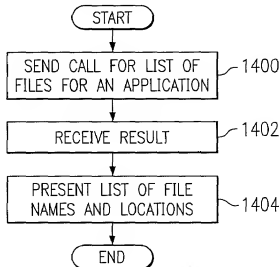 START
SEND CALL FOR LIST OF
FILES FOR AN APPLICATION
1400
RECEIVE RESULT
1402
PRESENT LIST OF FILE
NAMES AND LOCATIONS
1404
END